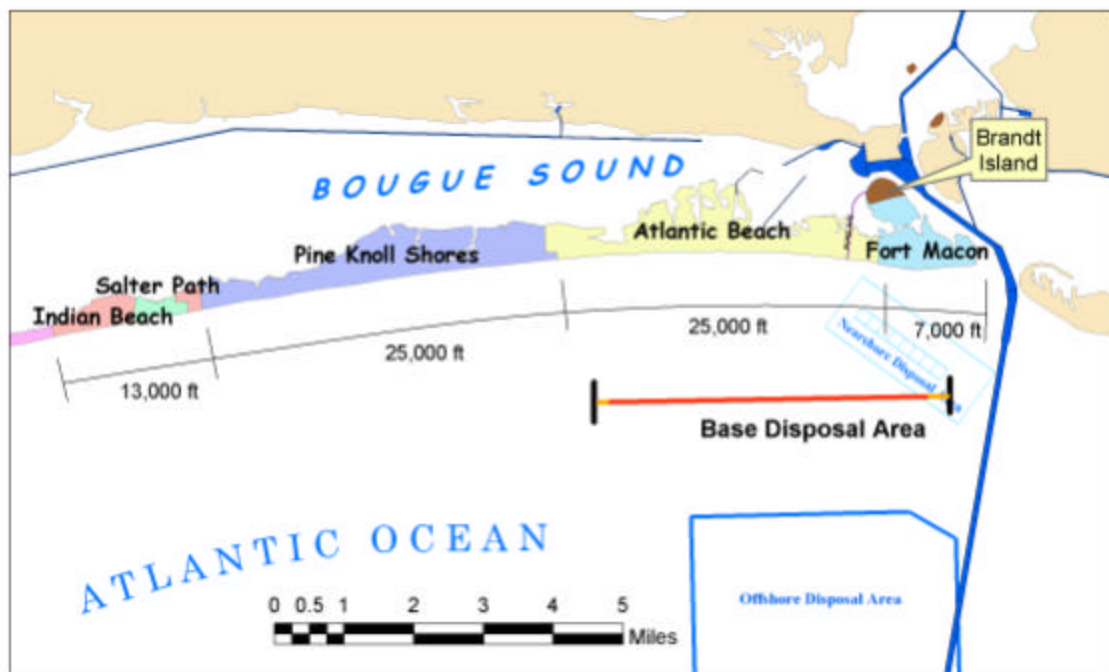 Brandt
Island
BOUGUE SOUND
Atlantic Beach
Fort Macon
Pine Knoll Shores
Salter Path
Indian Beach
13,000 ft
25,000 ft
25,000 ft
7,000 ft
Nearshore Disposal Area
Base Disposal Area
ATLANTIC OCEAN
Offshore Disposal Area
0 0.5 1 2 3 4 5
Miles